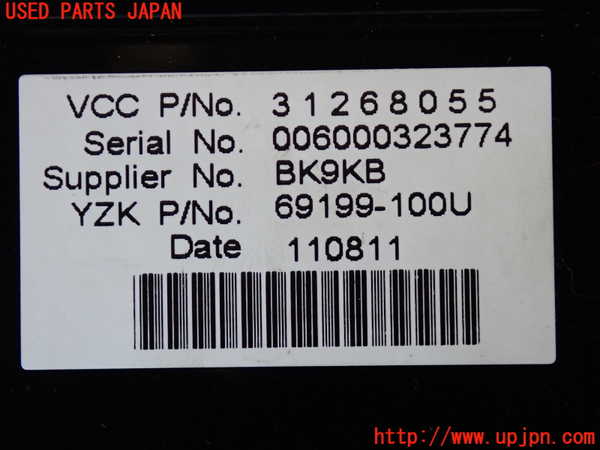 USED PARTS JAPAN
VCC P/No. 31268055
Serial No. 006000323774
Supplier No. BK9KB
YZK P/No. 69199-100U
Date 110811
http://www.upjpn.com/